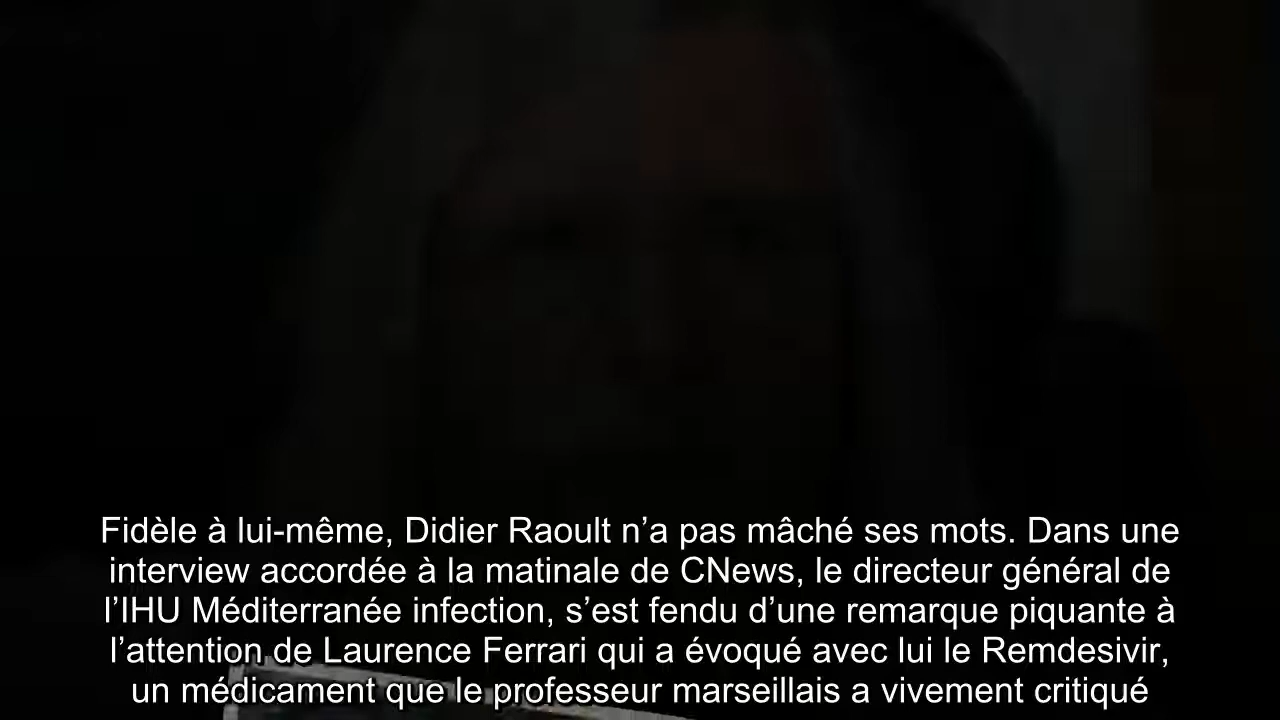 Fidèle à lui-même, Didier Raoult n’a pas mâché ses mots. Dans une
interview accordée à la matinale de CNews, le directeur général de
l’IHU Méditerranée infection, s’est fendu d’une remarque piquante à
l’attention de Laurence Ferrari qui a évoqué avec lui le Remdesivir,
un médicament que le professeur marseillais a vivement critiqué